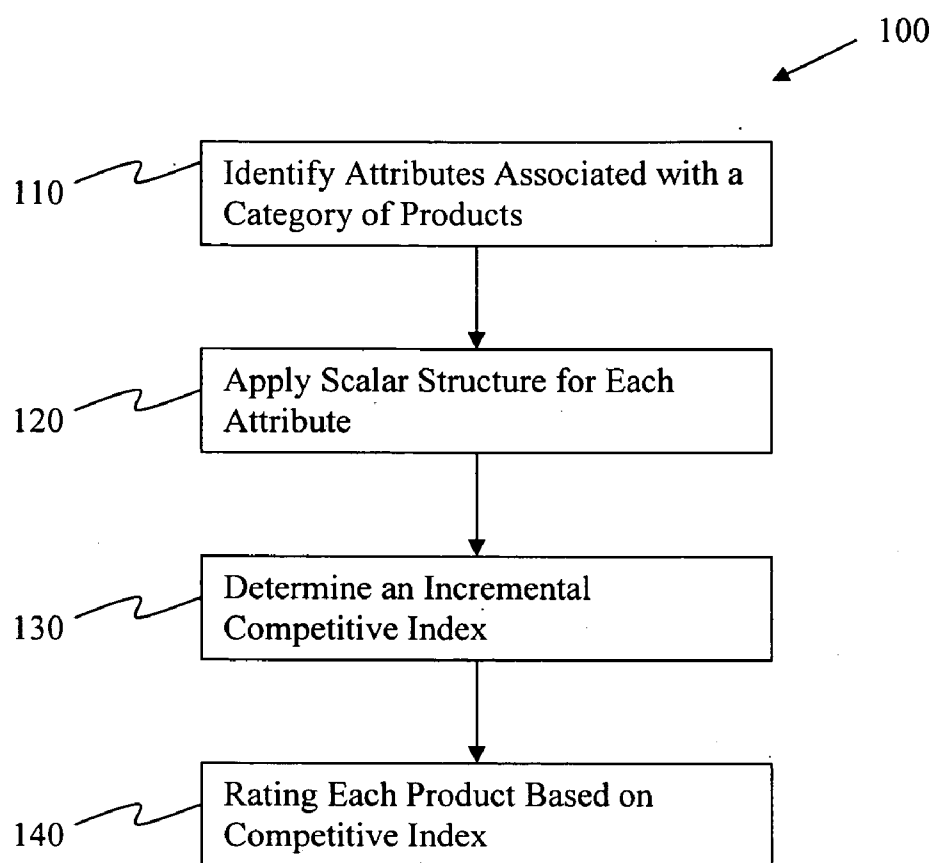 100
110
Identify Attributes Associated with a
Category of Products
120
Apply Scalar Structure for Each
Attribute
130
Determine an Incremental
Competitive Index
140
Rating Each Product Based on
Competitive Index